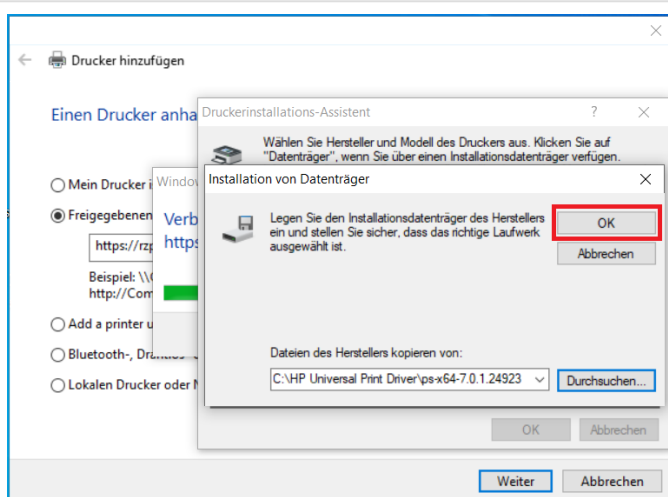 Drucker hinzufügen
Einen Drucker anha
Druckerinstallations-Assistent
Wählen Sie Hersteller und Modell des Druckers aus. Klicken Sie auf
"Datenträger", wenn Sie über einen Installationsdatenträger verfügen.
Mein Drucker i
Window
Installation von Datenträger
Freigegebenen
Verb
Legen Sie den Installationsdatenträger des Herstellers
ein und stellen Sie sicher, dass das richtige Laufwerk
ausgewählt ist.
OK
Abbrechen
https://rzp
https
Beispiel: \\
http://Com
Add a printer u
Bluetooth-,
Lokalen Drucker oder
Dateien des Herstellers kopieren von:
C:\HP Universal Print Driver\ps-x64-7.0.1.24923
Durchsuchen...
OK
Abbrechen
Weiter
Abbrechen